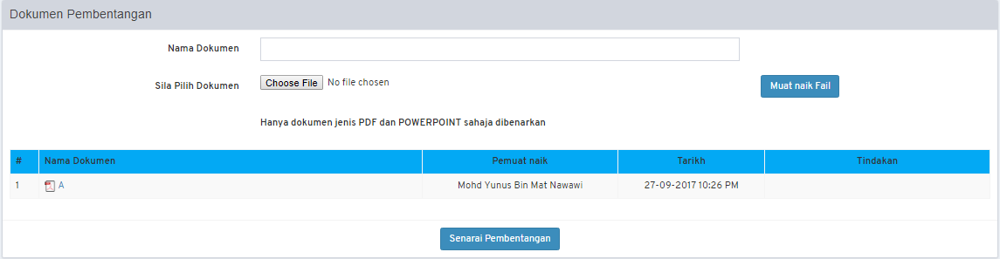 Dokumen Pembentangan
Nama Dokumen
Sila Pilih Dokumen Choose File No file chosen Muat naik Fail
Hanya dokumen jenis PDF dan POWERPOINT sahaja dibenarkan
# Nama Dokumen Pemuat naik Tarikh Tindakan
1 A Mohd Yunus Bin Mat Nawawi 27-09-2017 10:26 PM
Senarai Pembentangan